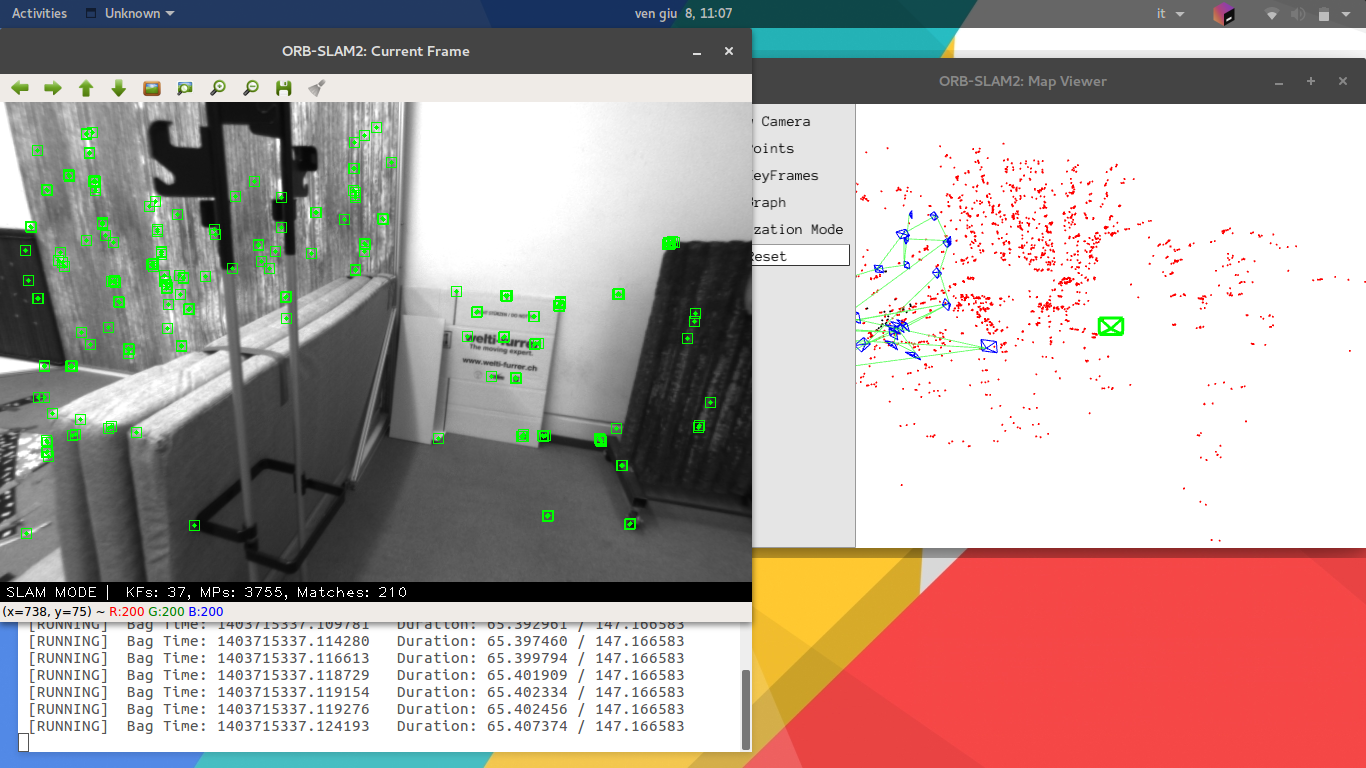 Activities
Unknown
ven giu 8, 11:07
it
ORB-SLAM2: Current Frame
ORB-SLAM2: Map Viewer
Camera
Points
KeyFrames
Graph
zation Mode
Reset
welti-furrer
The moving expert.
www.welti-furrer.ch
SLAM MODE | KFs: 37, MPs: 3755, Matches: 210
(x=738, y=75) ~ R:200 G:200 B:200
[RUNNING] Bag Time: 1403715337.109781 Duration: 65.392961 / 147.166583
[RUNNING] Bag Time: 1403715337.114280 Duration: 65.397460 / 147.166583
[RUNNING] Bag Time: 1403715337.116613 Duration: 65.399794 / 147.166583
[RUNNING] Bag Time: 1403715337.118729 Duration: 65.401909 / 147.166583
[RUNNING] Bag Time: 1403715337.119154 Duration: 65.402334 / 147.166583
[RUNNING] Bag Time: 1403715337.119276 Duration: 65.402456 / 147.166583
[RUNNING] Bag Time: 1403715337.124193 Duration: 65.407374 / 147.166583